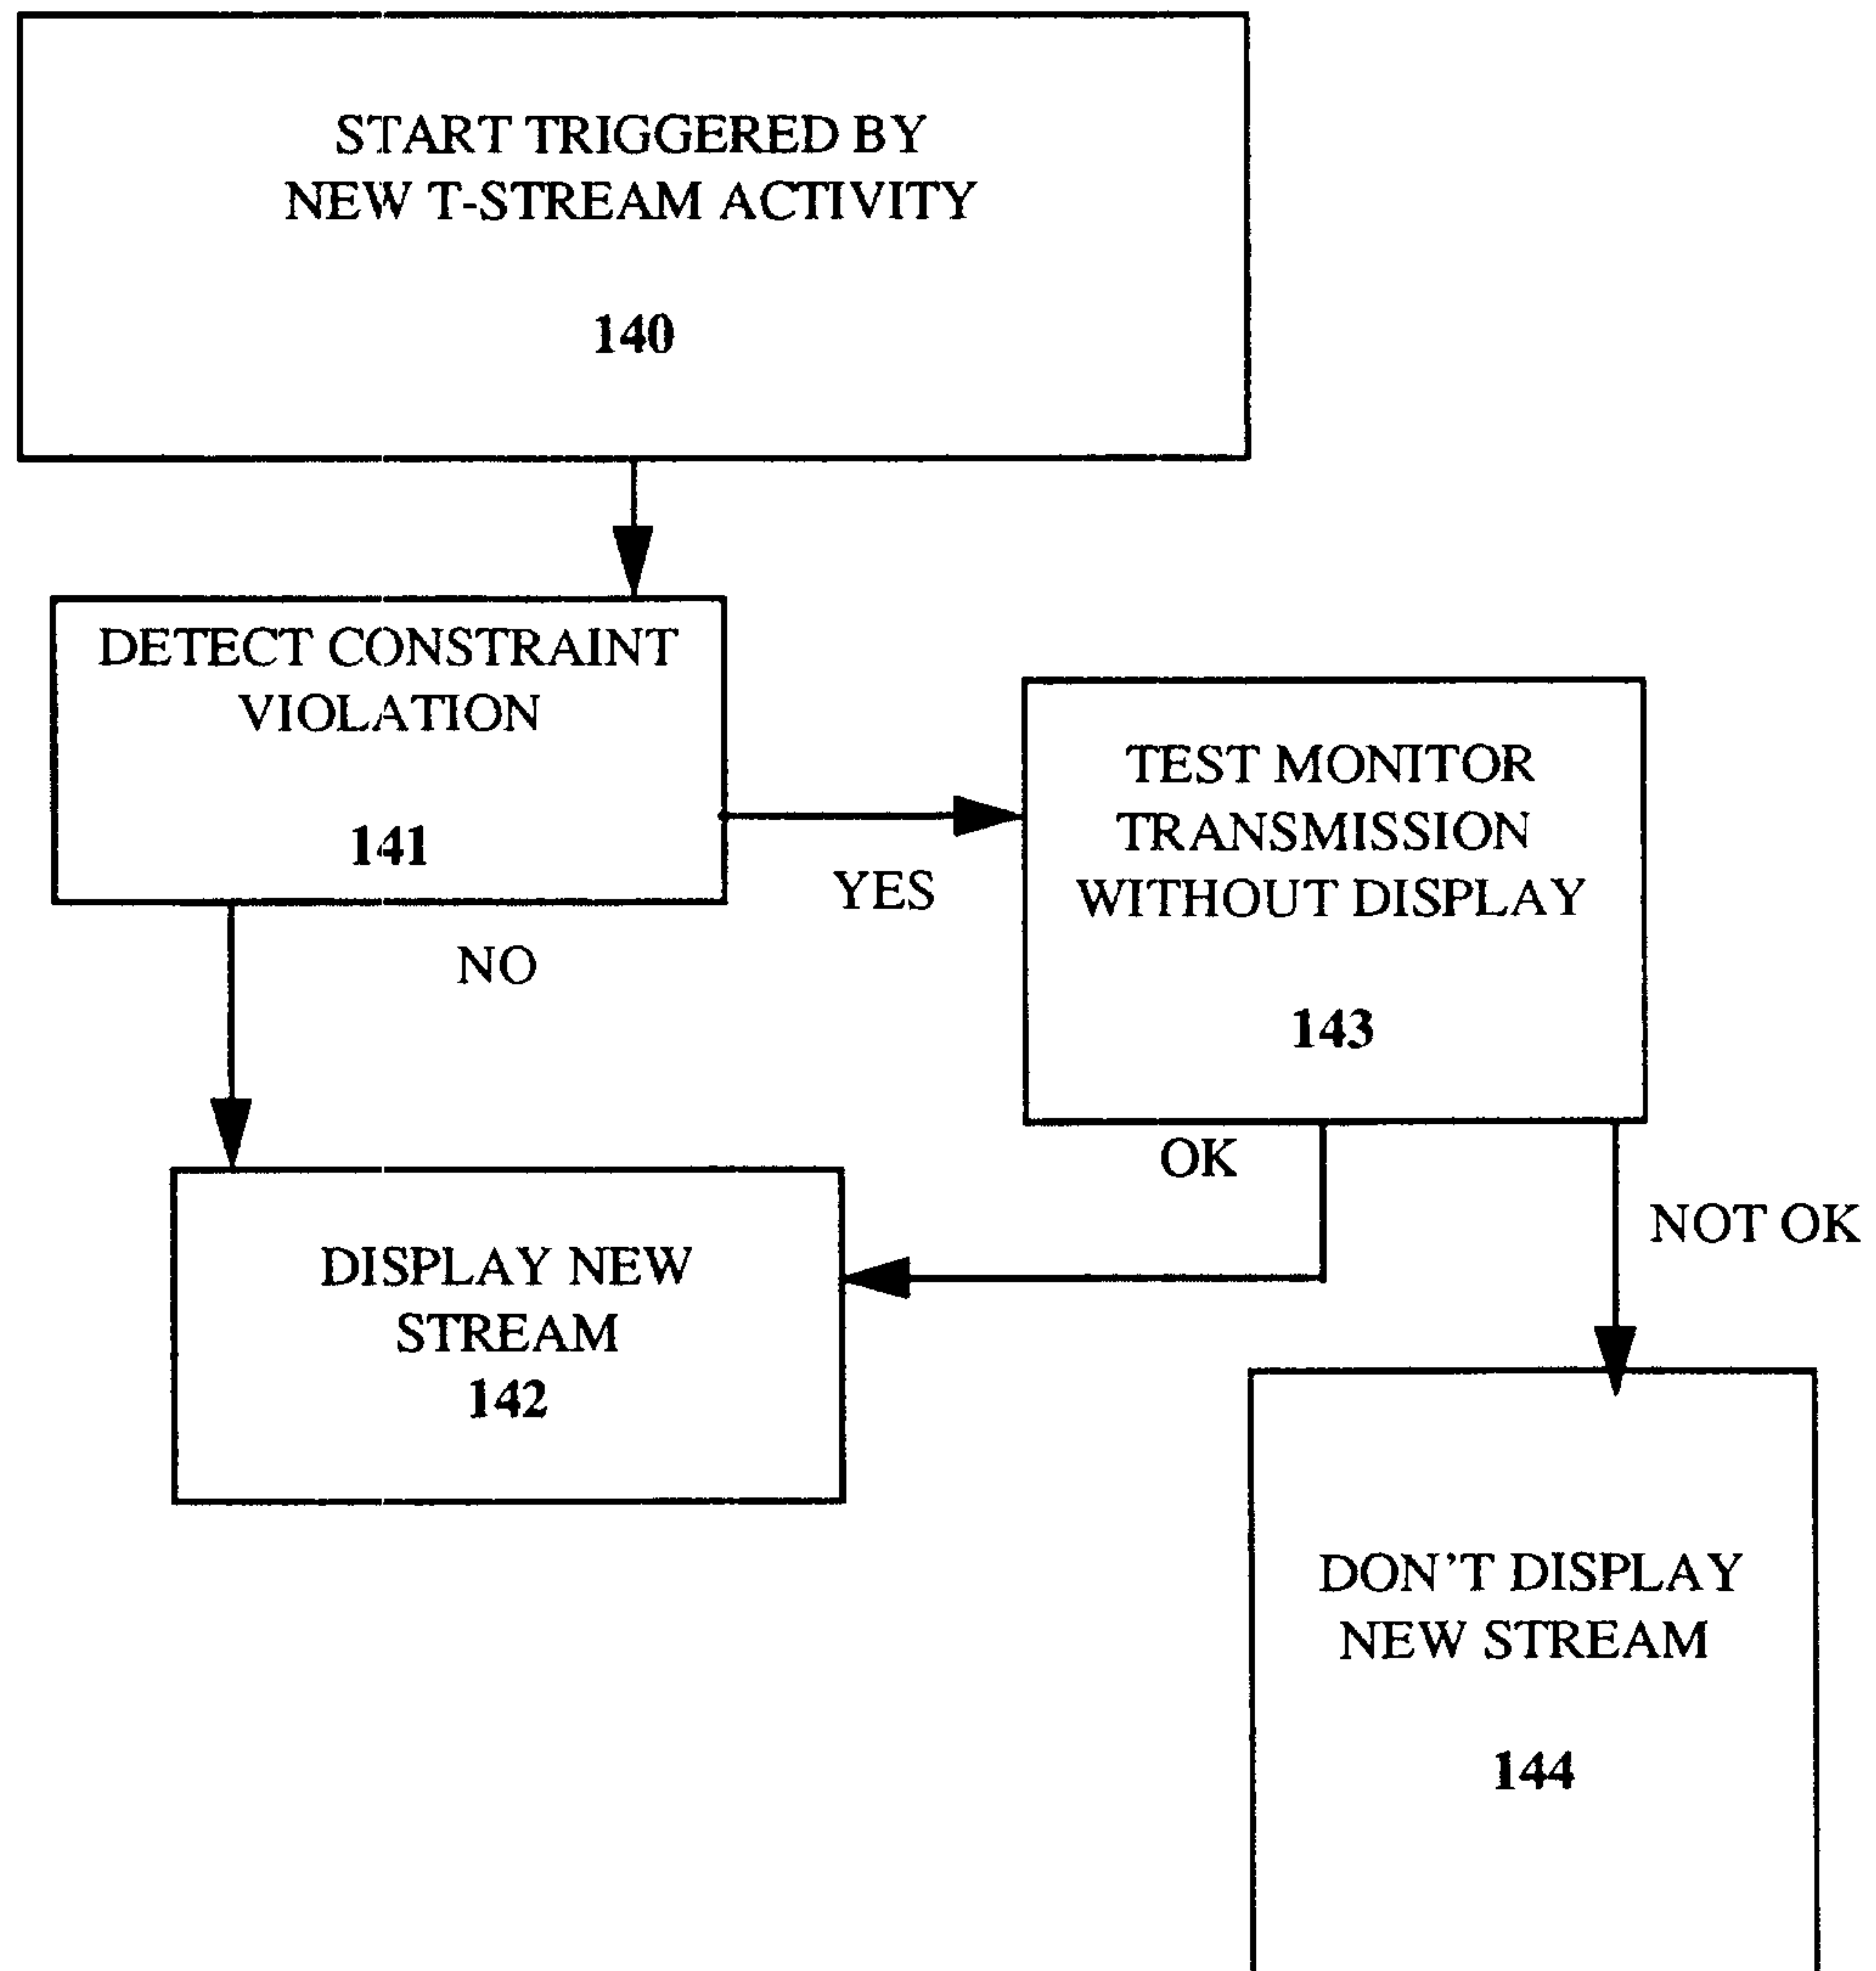 START TRIGGERED BY
NEW T-STREAM ACTIVITY
140
DETECT CONSTRAINT
VIOLATION
141
YES
NO
TEST MONITOR
TRANSMISSION
WITHOUT DISPLAY
143
OK
NOT OK
DISPLAY NEW
STREAM
142
DON'T DISPLAY
NEW STREAM
144